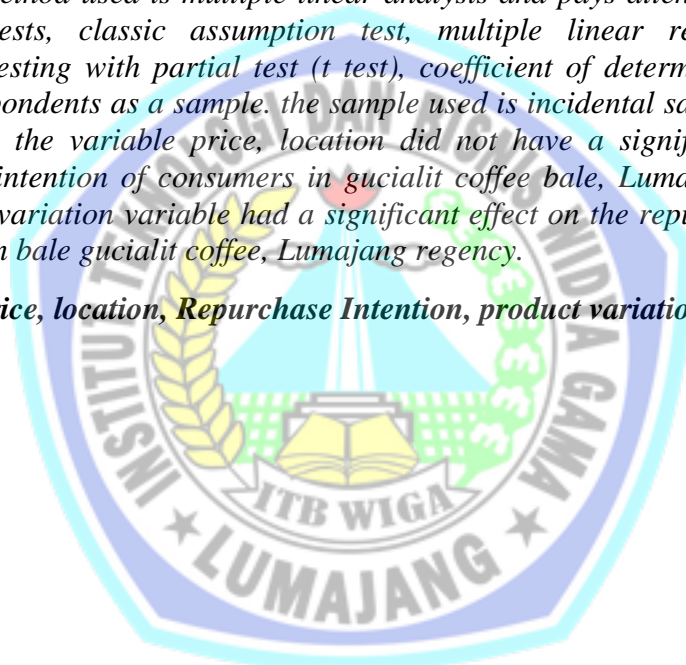 method used is multiple linear analysis and pays
ests, classic assumption test, multiple linear re
esting with partial test (t test), coefficient of determ
pondents as a sample. the sample used is incidental sa
the variable price, location did not have a signif
intention of consumers in gucialit coffee bale, Luma
variation variable had a significant effect on the repu
n bale gucialit coffee, Lumajang regency.
ice, location, Repurchase Intention, product variatio
INSTITUT TEKNOLOGI DAN BISNIS WIDYA GAMA
ITB WIGA
LUMAJANG